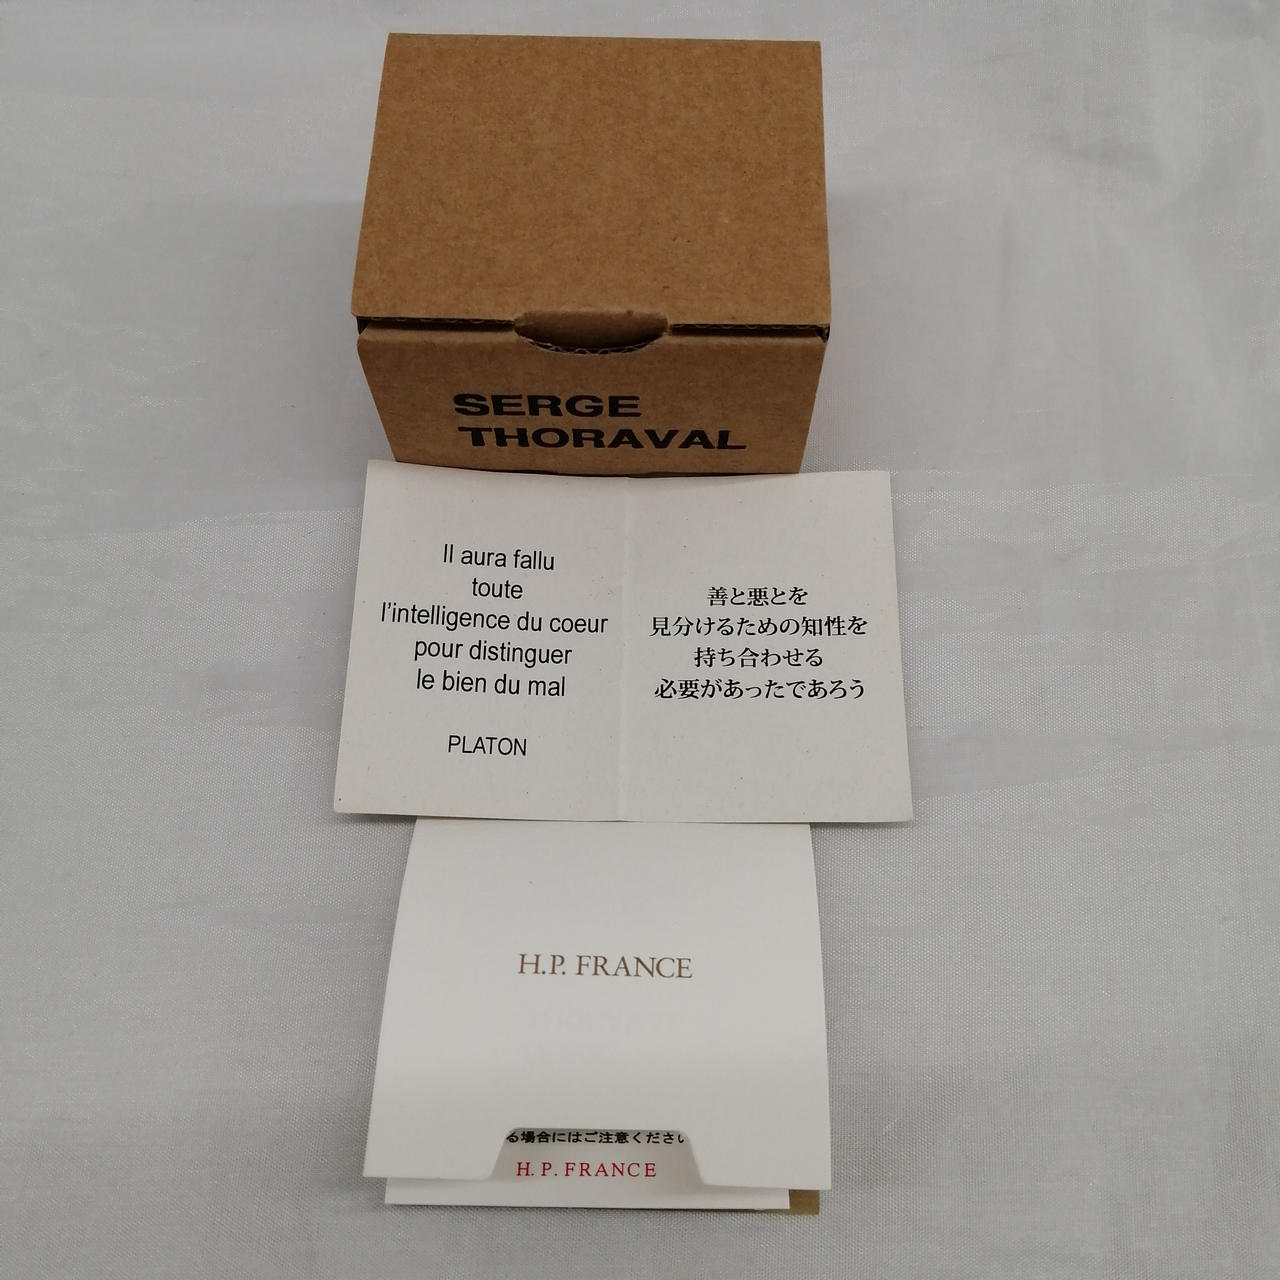 SERGE
THORAVAL
Il aura fallu
toute
l'intelligence du coeur
pour distinguer
le bien du mal
PLATON
善と悪とを
見分けるための知性を
持ち合わせる
必要があったであろう
H.P. FRANCE
る場合にはご注意ください
H. P. FRANCE